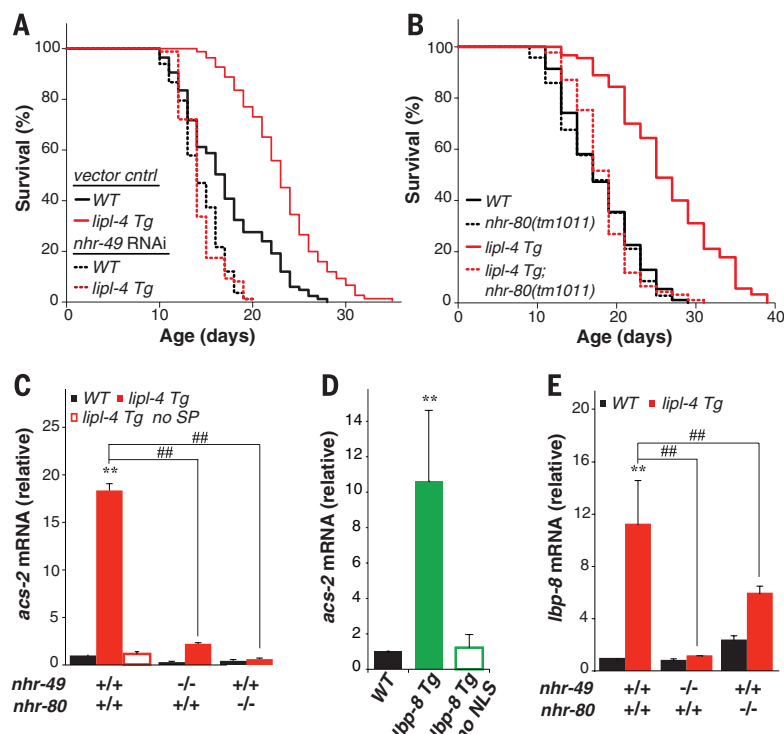 A
Survival (%)
100
80
60
40
20
0
vector cntrl
WT
lipl-4 Tg
nhr-49 RNAi
WT
lipl-4 Tg
0 10 20 30
Age (days)
B
Survival (%)
100
80
60
40
20
0
WT
nhr-80(tm1011)
lipl-4 Tg
lipl-4 Tg;
nhr-80(tm1011)
0 10 20 30 40
Age (days)
C
WT lipl-4 Tg
lipl-4 Tg no SP
acs-2 mRNA (relative)
25
20
15
10
5
0
**
##
##
nhr-49 +/+ -/- +/+
nhr-80 +/+ +/+ -/-
D
acs-2 mRNA (relative)
14
12
10
8
6
4
2
0
**
WT
lbp-8 Tg
lbp-8 Tg
no NLS
E
WT lipl-4 Tg
lbp-8 mRNA (relative)
20
16
12
8
4
0
**
##
##
nhr-49 +/+ -/- +/+
nhr-80 +/+ +/+ -/-